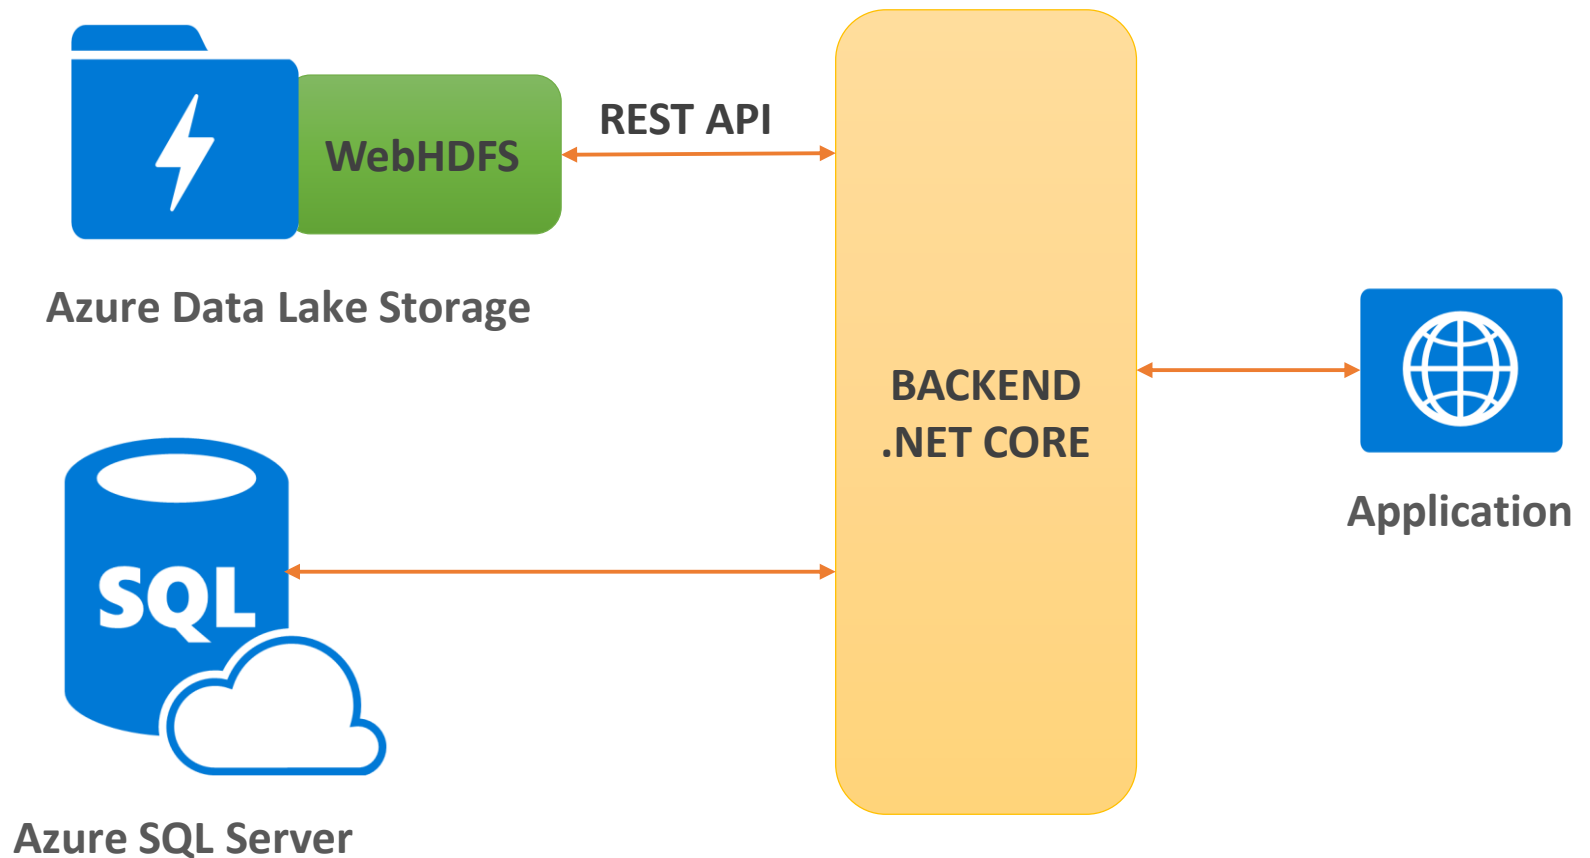 WebHDFS
REST API
Azure Data Lake Storage
BACKEND
.NET CORE
Application
SQL
Azure SQL Server